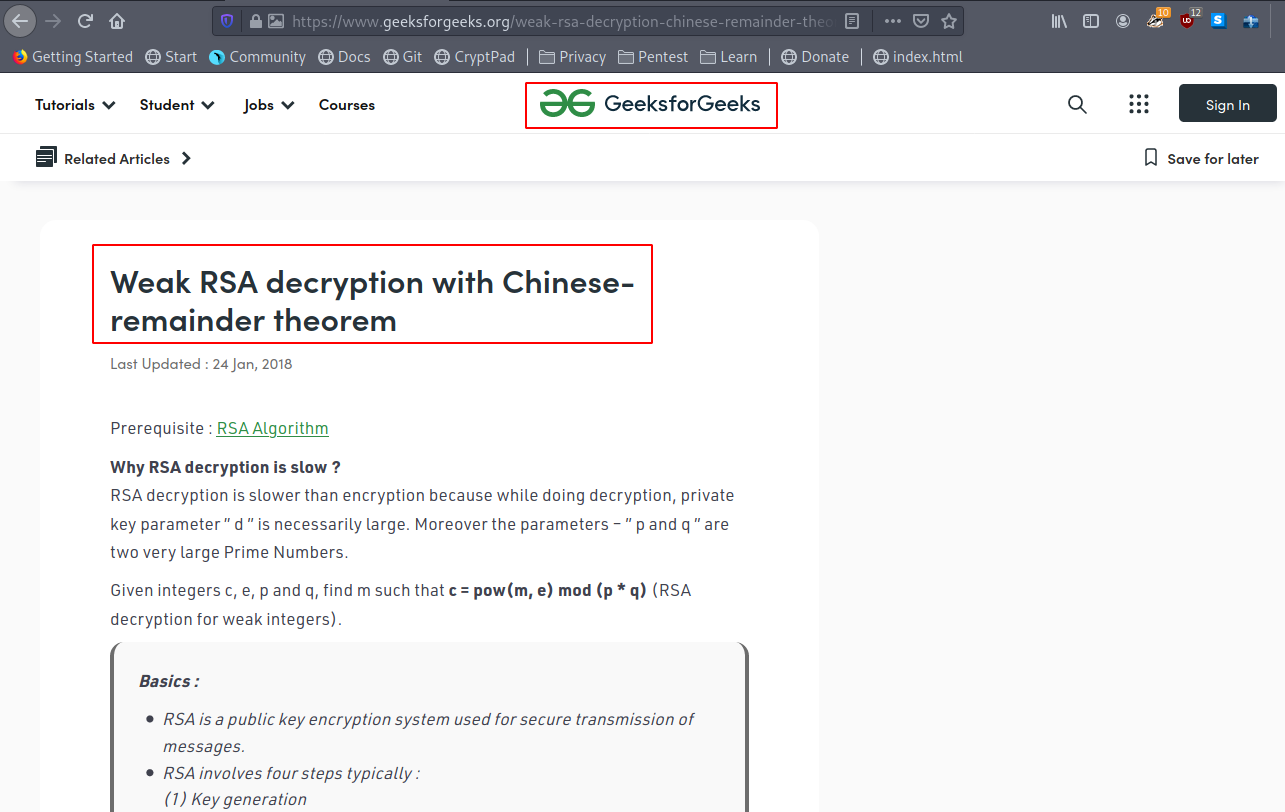 https://www.geeksforgeeks.org/weak-rsa-decryption-chinese-remainder-theo
10
12
Getting Started Start Community Docs Git CryptPad Privacy Pentest Learn Donate index.html
Tutorials Student Jobs Courses GeeksforGeeks Sign In
Related Articles Save for later
Weak RSA decryption with Chinese-
remainder theorem
Last Updated : 24 Jan, 2018
Prerequisite : RSA Algorithm
Why RSA decryption is slow ?
RSA decryption is slower than encryption because while doing decryption, private
key parameter ” d ” is necessarily large. Moreover the parameters – ” p and q ” are
two very large Prime Numbers.
Given integers c, e, p and q, find m such that c = pow(m, e) mod (p * q) (RSA
decryption for weak integers).
Basics :
• RSA is a public key encryption system used for secure transmission of
messages.
• RSA involves four steps typically :
(1) Key generation